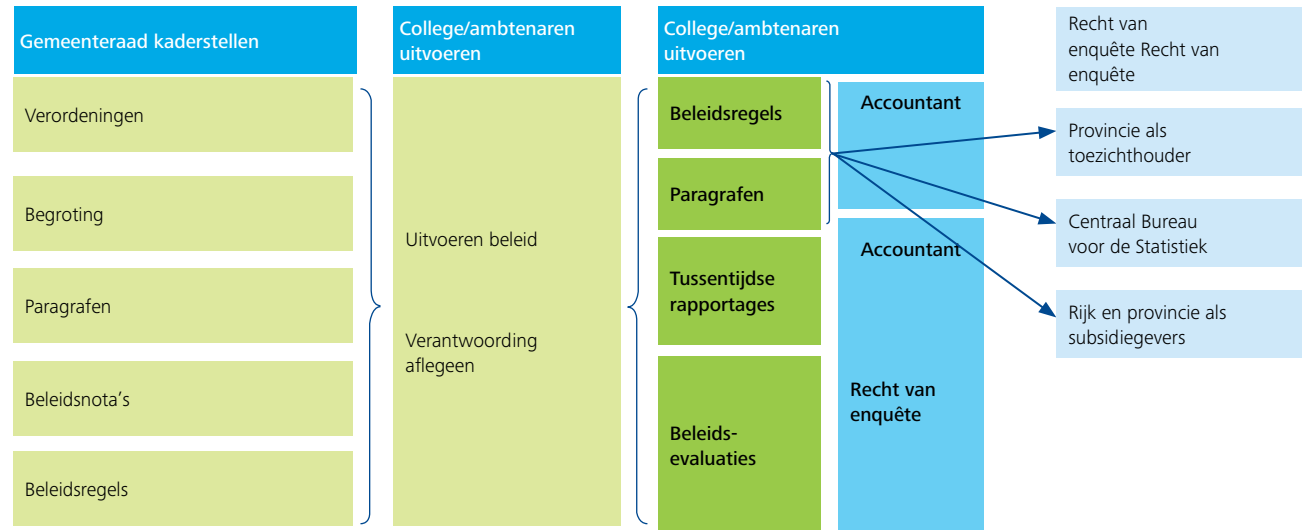 Gemeenteraad kaderstellen
Verordeningen
Begroting
Paragrafen
Beleidsnota's
Beleidsregels
College/ambtenaren
uitvoeren
Uitvoeren beleid
Verantwoording
aflegeen
College/ambtenaren
uitvoeren
Beleidsregels
Paragrafen
Tussentijdse
rapportages
Beleids-
evaluaties
Accountant
Accountant
Recht van
enquête
Recht van
enquête Recht van
enquête
Provincie als
toezichthouder
Centraal Bureau
voor de Statistiek
Rijk en provincie als
subsidiegevers